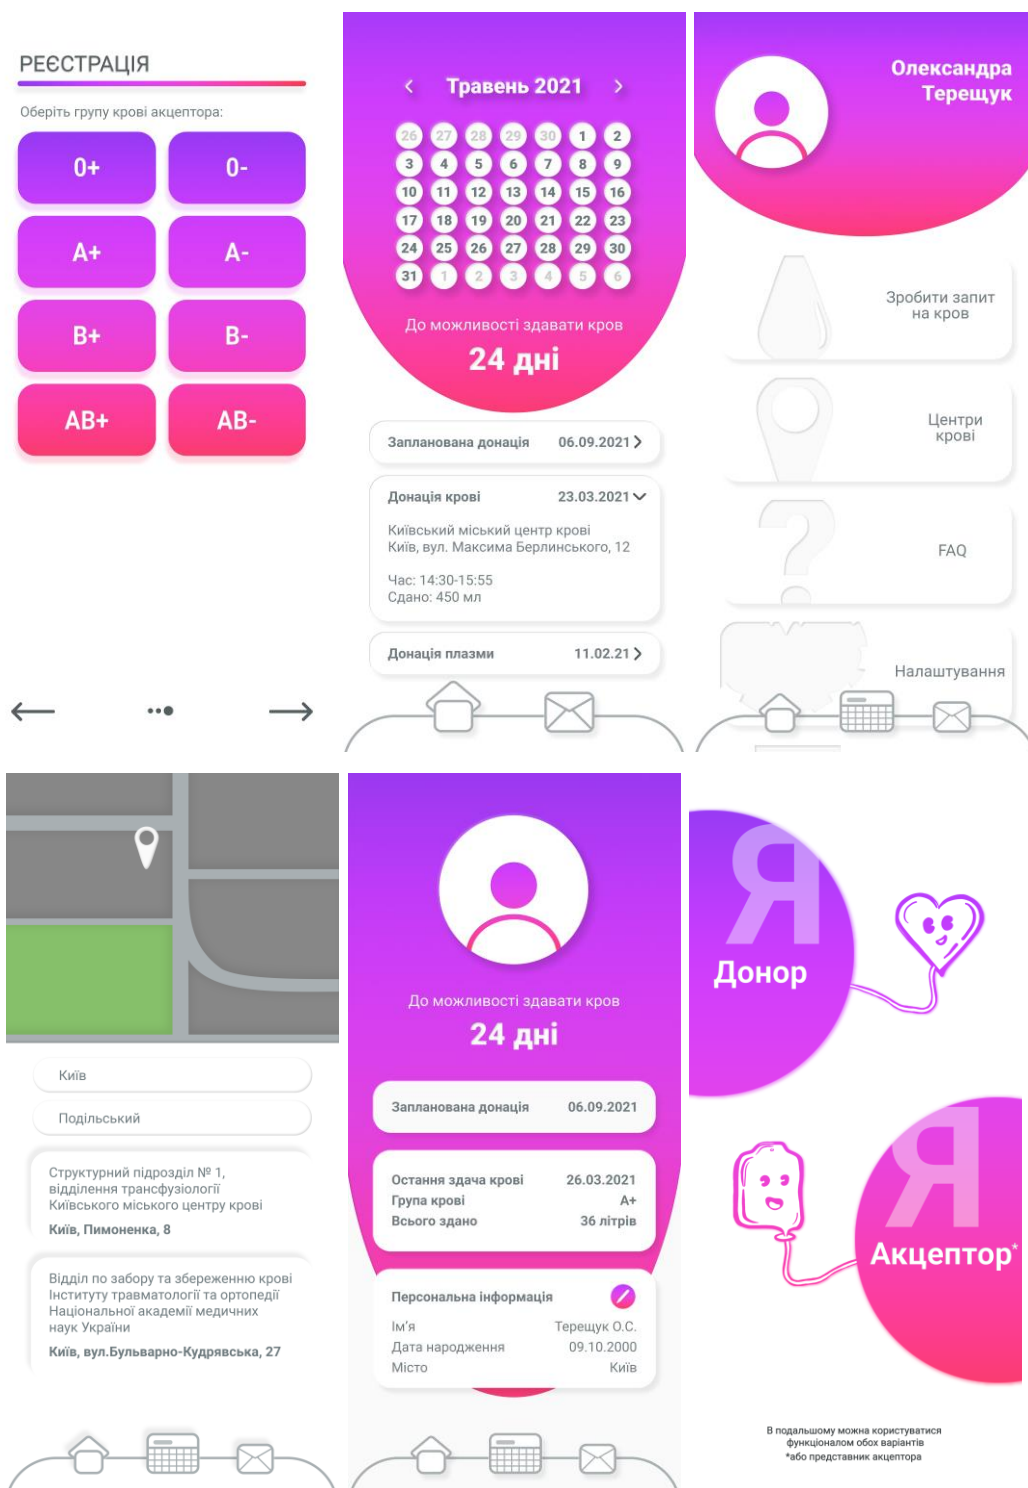 РЕЄСТРАЦІЯ
Оберіть групу крові акцептора:
0+ 0-
A+ A-
B+ B-
AB+ AB-
Травень 2021
26 27 28 29 30 1 2
3 4 5 6 7 8 9
10 11 12 13 14 15 16
17 18 19 20 21 22 23
24 25 26 27 28 29 30
31 1 2 3 4 5 6
До можливості здавати кров
24 дні
Запланована донація 06.09.2021
Донація крові 23.03.2021
Київський міський центр крові
Київ, вул. Максима Берлинського, 12
Час: 14:30-15:55
Сдано: 450 мл
Донація плазми 11.02.21
Олександра
Терещук
Зробити запит
на кров
Центри
крові
?
FAQ
Налаштування
Київ
Подільський
Структурний підрозділ № 1,
відділення трансфузіології
Київського міського центру крові
Київ, Пимоненка, 8
Відділ по забору та збереженню крові
Інституту травматології та ортопедії
Національної академії медичних
наук України
Київ, вул.Бульварно-Кудрявська, 27
До можливості здавати кров
24 дні
Запланована донація 06.09.2021
Остання здача крові 26.03.2021
Група крові A+
Всього здано 36 літрів
Персональна інформація
Ім'я Терещук О.С.
Дата народження 09.10.2000
Місто Київ
Я
Донор
Я
Акцептор*
В подальшому можна користуватися
функціоналом обох варіантів
*або представник акцептора